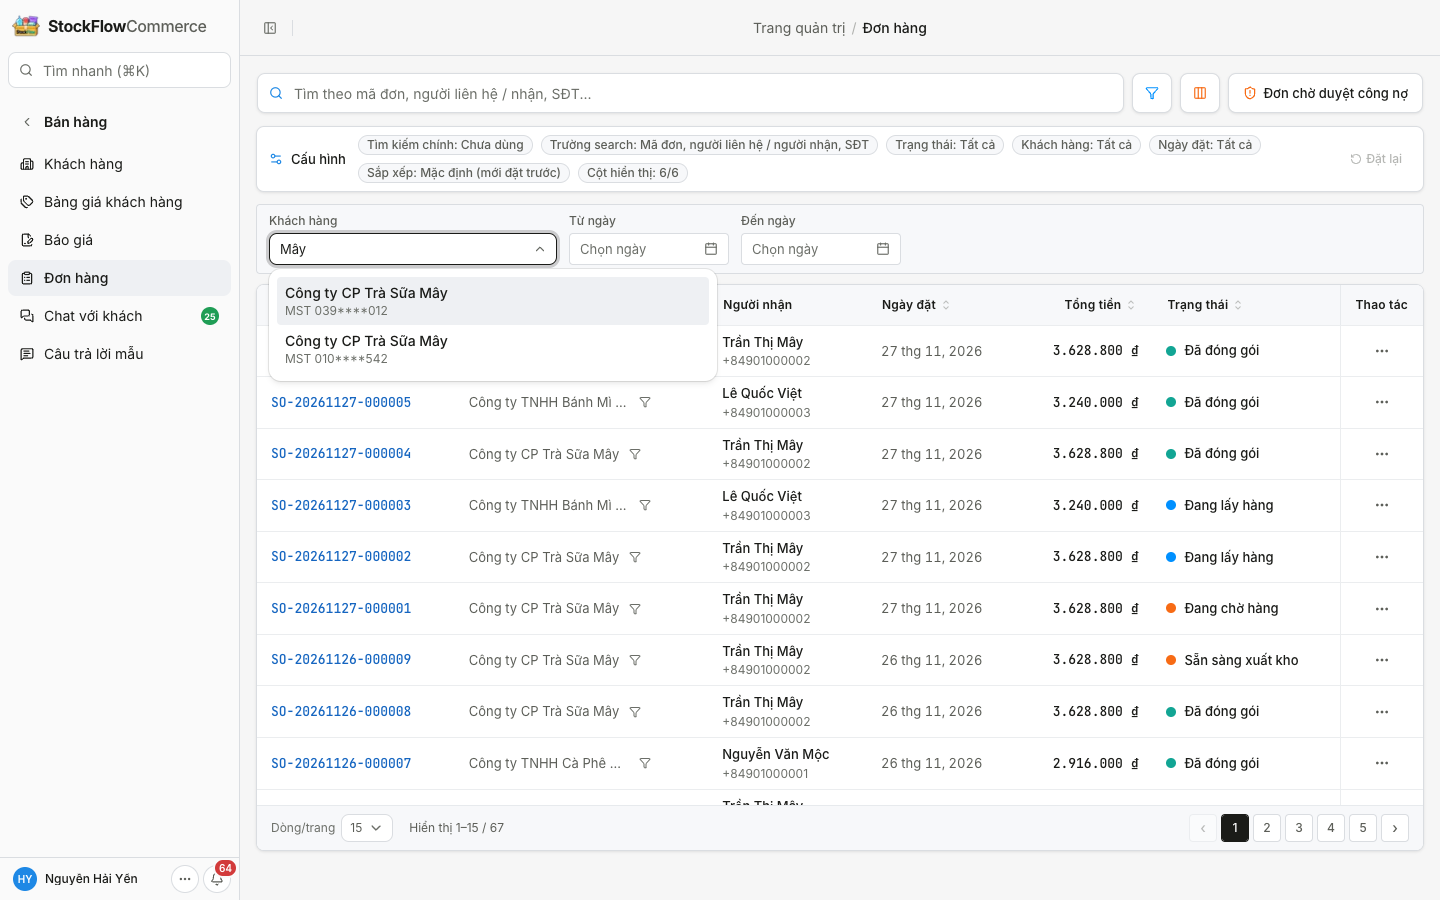 StockFlowCommerce
Tìm nhanh (⌘K)
Bán hàng
Khách hàng
Bảng giá khách hàng
Báo giá
Đơn hàng
Chat với khách
25
Câu trả lời mẫu
HY
Nguyễn Hải Yến
64
Trang quản trị / Đơn hàng
Tìm theo mã đơn, người liên hệ / nhận, SĐT...
Đơn chờ duyệt công nợ
Cấu hình
Tìm kiếm chính: Chưa dùng
Trường search: Mã đơn, người liên hệ / người nhận, SĐT
Trạng thái: Tất cả
Khách hàng: Tất cả
Ngày đặt: Tất cả
Sắp xếp: Mặc định (mới đặt trước)
Cột hiển thị: 6/6
Đặt lại
Khách hàng
Từ ngày
Đến ngày
Mây
Chọn ngày
Chọn ngày
Công ty CP Trà Sữa Mây
MST 039****012
Công ty CP Trà Sữa Mây
MST 010****542
Người nhận
Ngày đặt
Tổng tiền
Trạng thái
Thao tác
Trần Thị Mây
+84901000002
27 thg 11, 2026
3.628.800 ₫
Đã đóng gói
SO-20261127-000005
Công ty TNHH Bánh Mì ...
Lê Quốc Việt
+84901000003
27 thg 11, 2026
3.240.000 ₫
Đã đóng gói
SO-20261127-000004
Công ty CP Trà Sữa Mây
Trần Thị Mây
+84901000002
27 thg 11, 2026
3.628.800 ₫
Đã đóng gói
SO-20261127-000003
Công ty TNHH Bánh Mì ...
Lê Quốc Việt
+84901000003
27 thg 11, 2026
3.240.000 ₫
Đang lấy hàng
SO-20261127-000002
Công ty CP Trà Sữa Mây
Trần Thị Mây
+84901000002
27 thg 11, 2026
3.628.800 ₫
Đang lấy hàng
SO-20261127-000001
Công ty CP Trà Sữa Mây
Trần Thị Mây
+84901000002
27 thg 11, 2026
3.628.800 ₫
Đang chờ hàng
SO-20261126-000009
Công ty CP Trà Sữa Mây
Trần Thị Mây
+84901000002
26 thg 11, 2026
3.628.800 ₫
Sẵn sàng xuất kho
SO-20261126-000008
Công ty CP Trà Sữa Mây
Trần Thị Mây
+84901000002
26 thg 11, 2026
3.628.800 ₫
Đã đóng gói
SO-20261126-000007
Công ty TNHH Cà Phê ...
Nguyễn Văn Mộc
+84901000001
26 thg 11, 2026
2.916.000 ₫
Đã đóng gói
Trần Thị Mây
Dòng/trang
15
Hiển thị 1–15 / 67
1
2
3
4
5